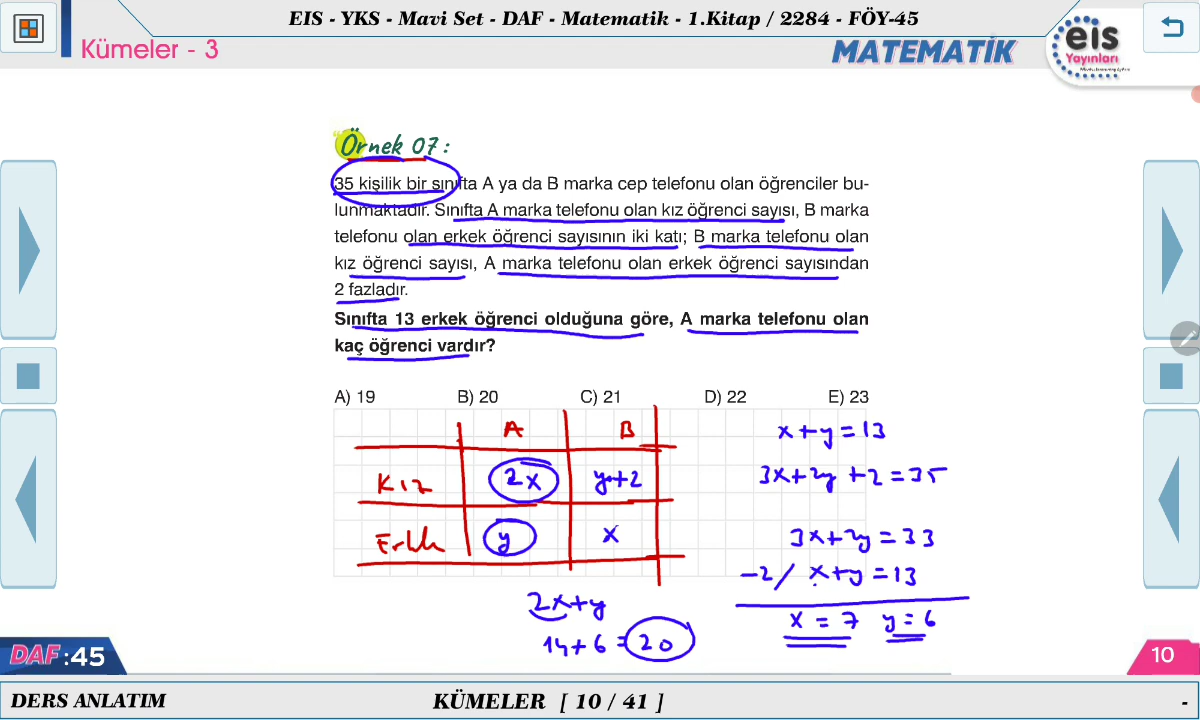 EIS - YKS - Mavi Set - DAF - Matematik - 1.Kitap / 2284 - FÖY-45
Kümeler - 3
MATEMATİK
eis
Yayınları
Örnek 07 :
35 kişilik bir sınıfta A ya da B marka cep telefonu olan öğrenciler bu-
lunmaktadır. Sınıfta A marka telefonu olan kız öğrenci sayısı, B marka
telefonu olan erkek öğrenci sayısının iki katı; B marka telefonu olan
kız öğrenci sayısı, A marka telefonu olan erkek öğrenci sayısından
2 fazladır.
Sınıfta 13 erkek öğrenci olduğuna göre, A marka telefonu olan
kaç öğrenci vardır?
A) 19 B) 20 C) 21 D) 22 E) 23
A B
Kız 2x y+2
Erkek y x
2x+y
14+6 = 20
x+y=13
3x+2y+2=35
3x+2y=33
-2/ x+y=13
x = 7 y = 6
DAF:45
10
DERS ANLATIM
KÜMELER [ 10 / 41 ]
-